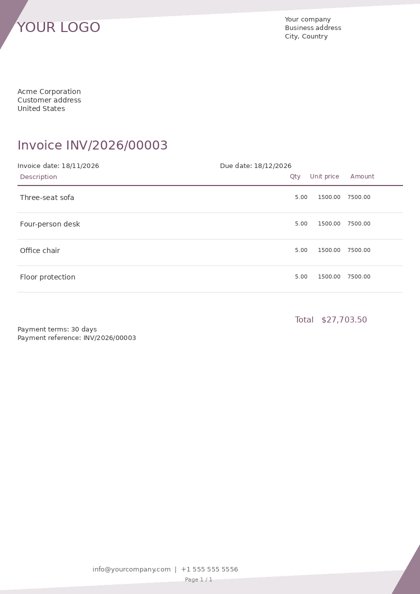 YOUR LOGO
Your company
Business address
City, Country
Acme Corporation
Customer address
United States
Invoice INV/2026/00003
Invoice date: 18/11/2026 Due date: 18/12/2026
Description Qty Unit price Amount
Three-seat sofa 5.00 1500.00 7500.00
Four-person desk 5.00 1500.00 7500.00
Office chair 5.00 1500.00 7500.00
Floor protection 5.00 1500.00 7500.00
Total $27,703.50
Payment terms: 30 days
Payment reference: INV/2026/00003
info@yourcompany.com | +1 555 555 5556
Page 1 / 1